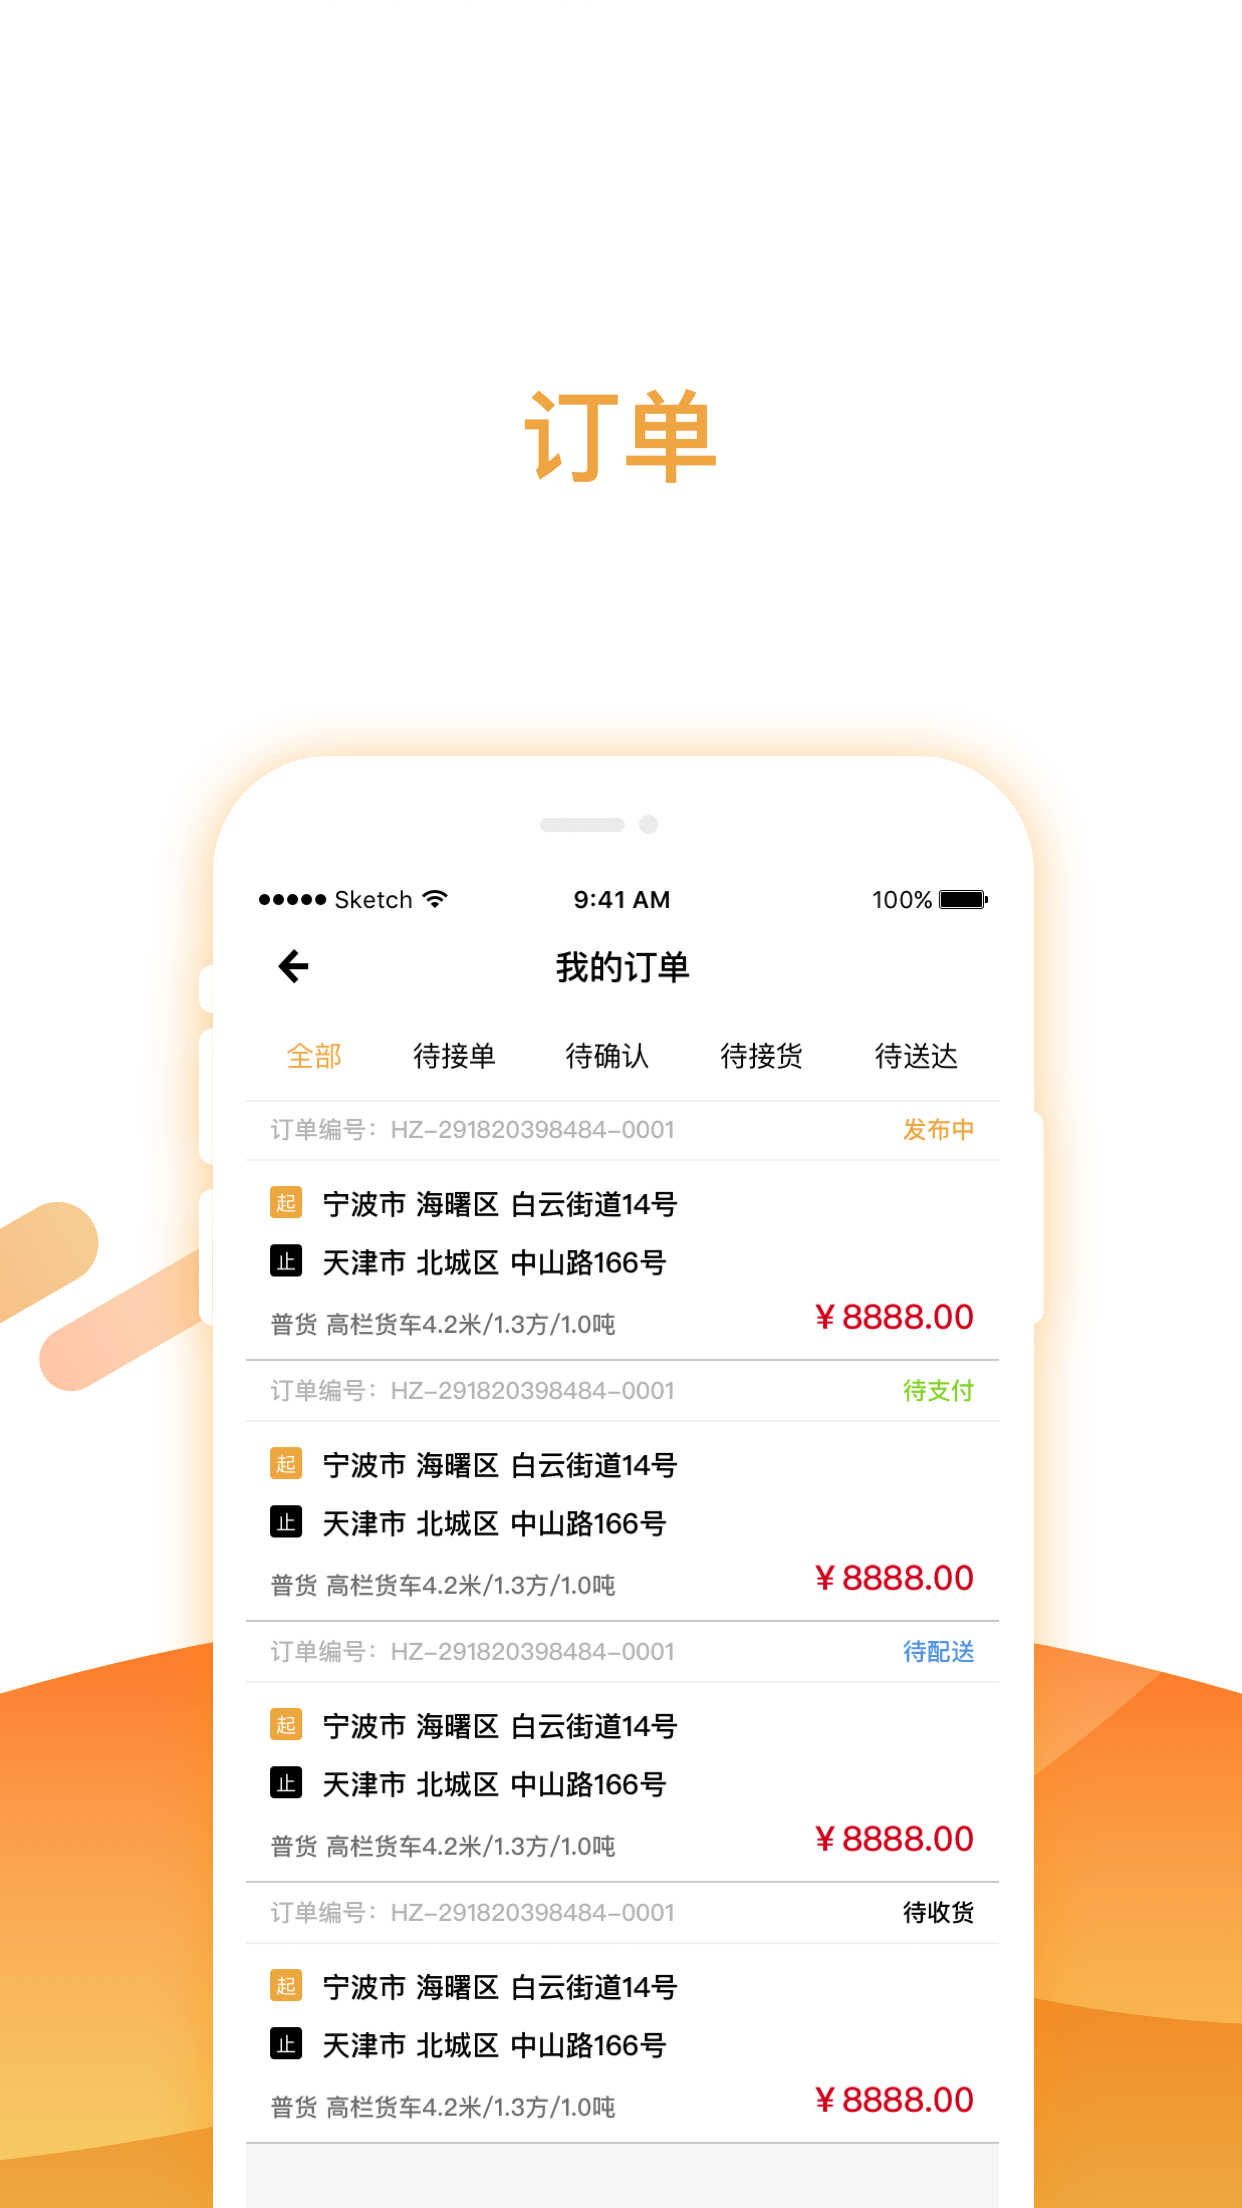 订单
Sketch 9:41 AM 100%
我的订单
全部 待接单 待确认 待接货 待送达
订单编号：HZ-291820398484-0001 发布中
起 宁波市 海曙区 白云街道14号
止 天津市 北城区 中山路166号
普货 高栏货车4.2米/1.3方/1.0吨 ¥ 8888.00
订单编号：HZ-291820398484-0001 待支付
起 宁波市 海曙区 白云街道14号
止 天津市 北城区 中山路166号
普货 高栏货车4.2米/1.3方/1.0吨 ¥ 8888.00
订单编号：HZ-291820398484-0001 待配送
起 宁波市 海曙区 白云街道14号
止 天津市 北城区 中山路166号
普货 高栏货车4.2米/1.3方/1.0吨 ¥ 8888.00
订单编号：HZ-291820398484-0001 待收货
起 宁波市 海曙区 白云街道14号
止 天津市 北城区 中山路166号
普货 高栏货车4.2米/1.3方/1.0吨 ¥ 8888.00